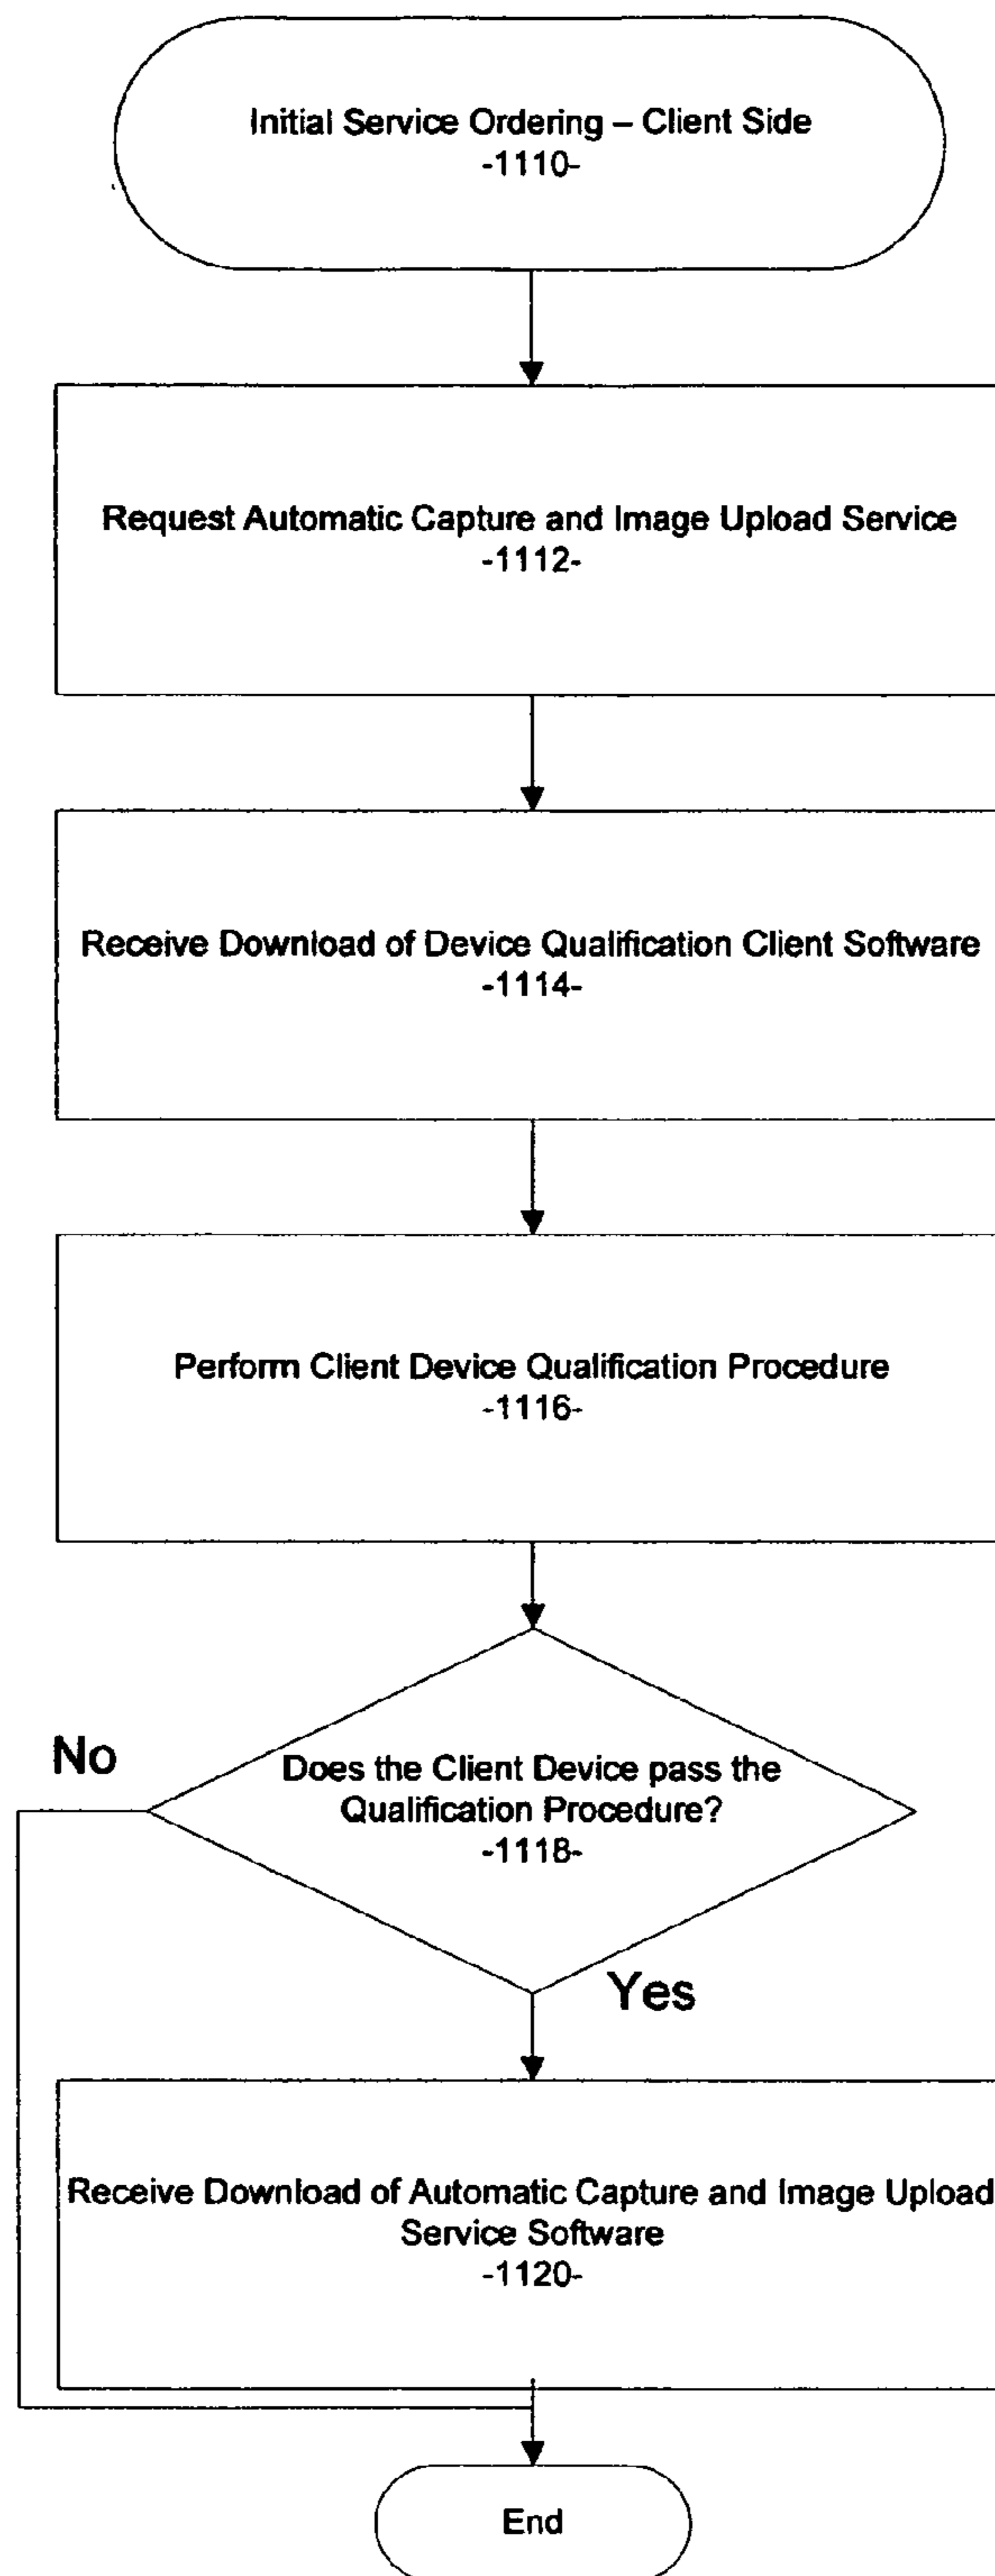 Initial Service Ordering – Client Side
-1110-
Request Automatic Capture and Image Upload Service
-1112-
Receive Download of Device Qualification Client Software
-1114-
Perform Client Device Qualification Procedure
-1116-
No
Does the Client Device pass the
Qualification Procedure?
-1118-
Yes
Receive Download of Automatic Capture and Image Upload
Service Software
-1120-
End